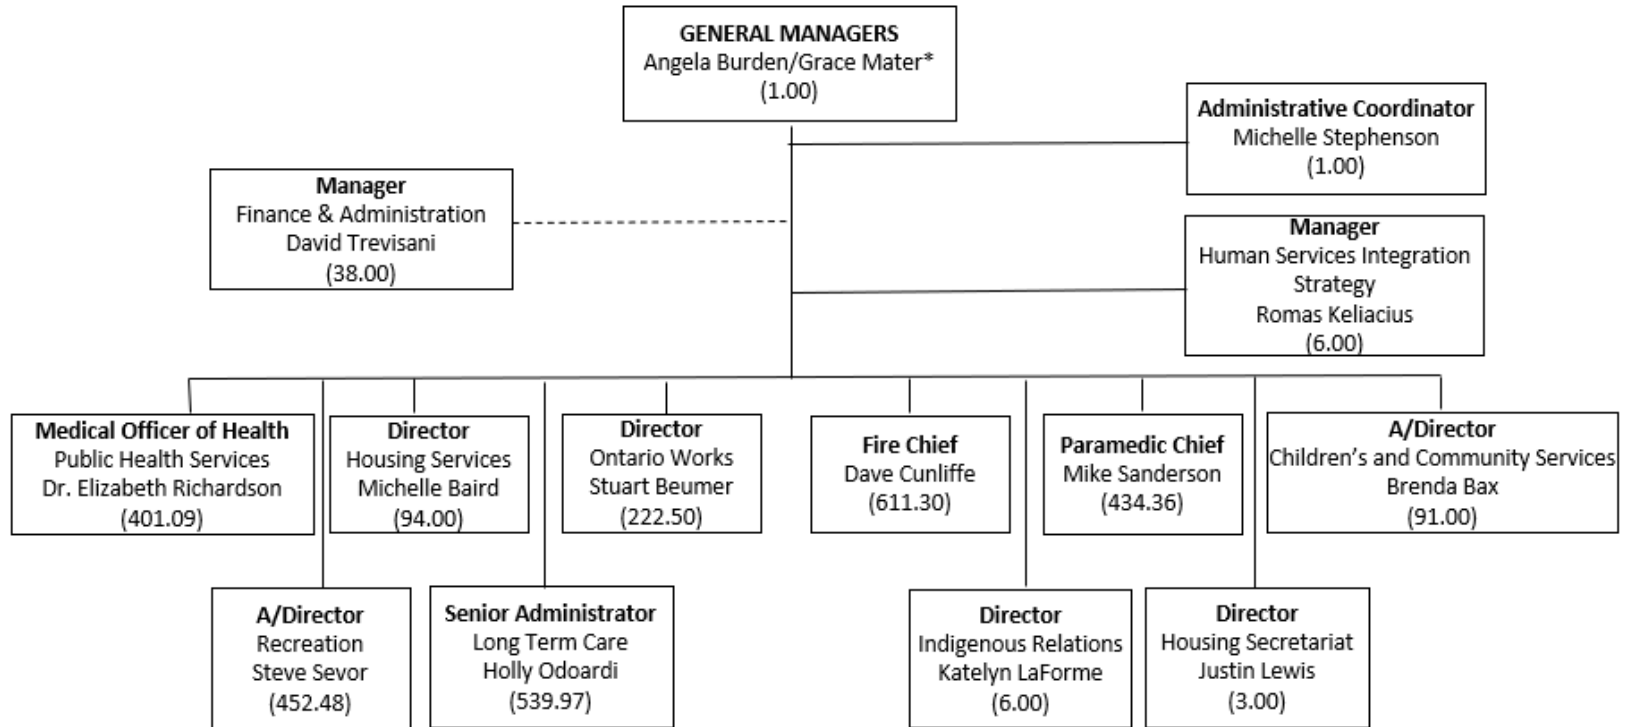 GENERAL MANAGERS
Angela Burden/Grace Mater*
(1.00)
Administrative Coordinator
Michelle Stephenson
(1.00)
Manager
Finance & Administration
David Trevisani
(38.00)
Manager
Human Services Integration
Strategy
Romas Keliacius
(6.00)
Medical Officer of Health
Public Health Services
Dr. Elizabeth Richardson
(401.09)
Director
Housing Services
Michelle Baird
(94.00)
Director
Ontario Works
Stuart Beumer
(222.50)
Fire Chief
Dave Cunliffe
(611.30)
Paramedic Chief
Mike Sanderson
(434.36)
A/Director
Children's and Community Services
Brenda Bax
(91.00)
A/Director
Recreation
Steve Sevor
(452.48)
Senior Administrator
Long Term Care
Holly Odoardi
(539.97)
Director
Indigenous Relations
Katelyn LaForme
(6.00)
Director
Housing Secretariat
Justin Lewis
(3.00)